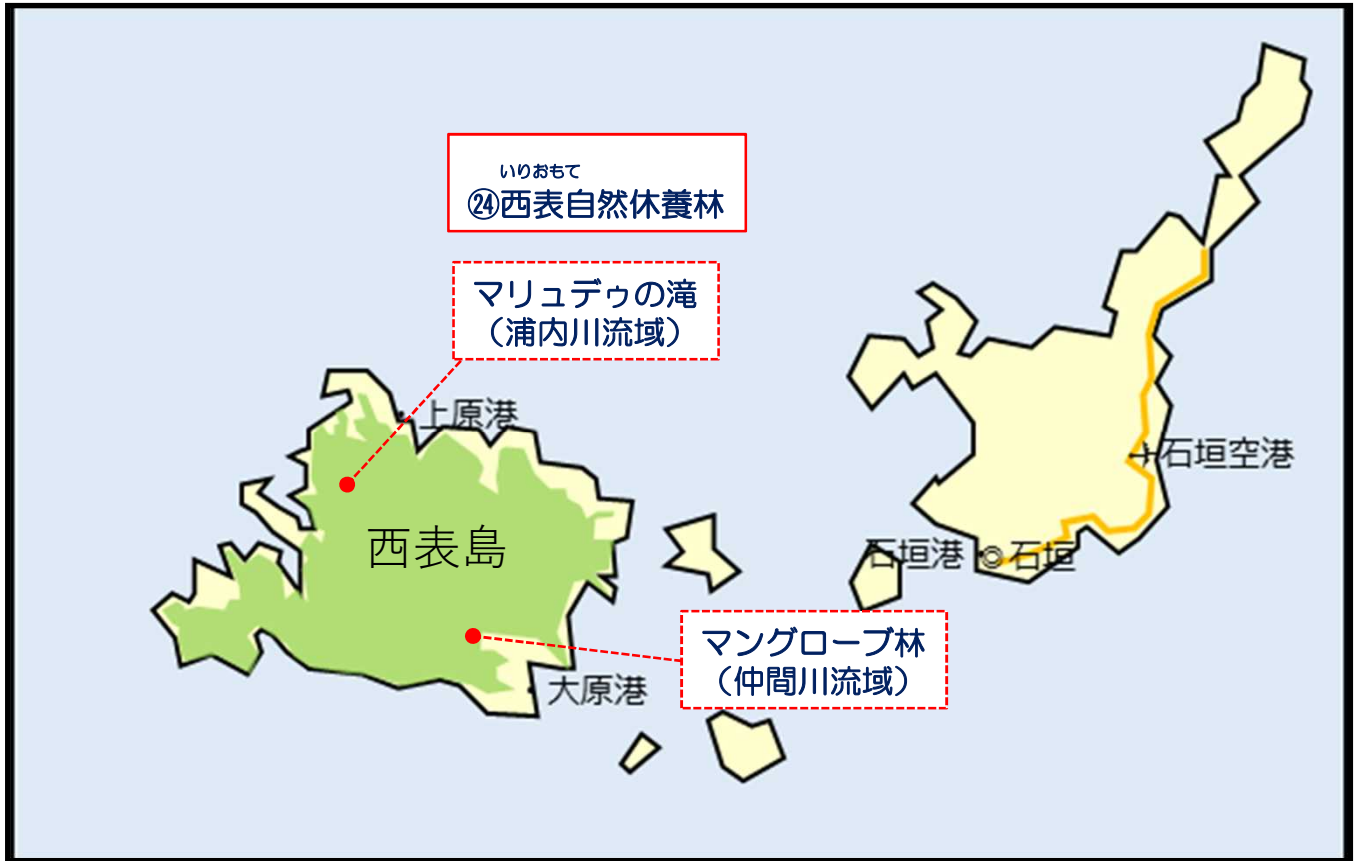 いりおもて
㉔西表自然休養林
マリュデゥの滝
（浦内川流域）
上原港
石垣空港
西表島
石垣港
石垣
マングローブ林
（仲間川流域）
大原港